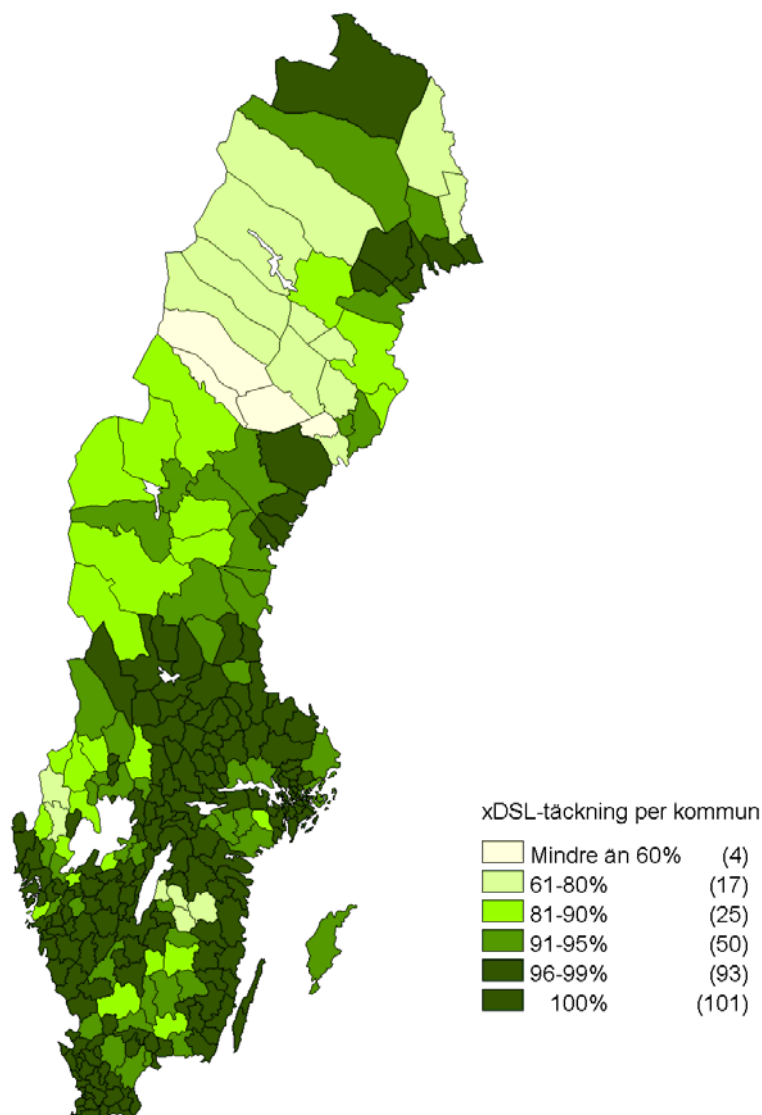 xDSL-täckning per kommun
Mindre än 60% (4)
61-80% (17)
81-90% (25)
91-95% (50)
96-99% (93)
100% (101)